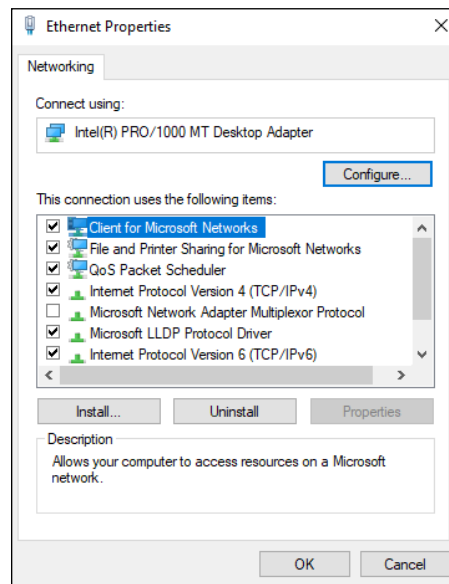 Ethernet Properties
Networking
Connect using:
Intel(R) PRO/1000 MT Desktop Adapter
Configure...
This connection uses the following items:
Client for Microsoft Networks
File and Printer Sharing for Microsoft Networks
QoS Packet Scheduler
Internet Protocol Version 4 (TCP/IPv4)
Microsoft Network Adapter Multiplexor Protocol
Microsoft LLDP Protocol Driver
Internet Protocol Version 6 (TCP/IPv6)
Install... Uninstall Properties
Description
Allows your computer to access resources on a Microsoft
network.
OK Cancel